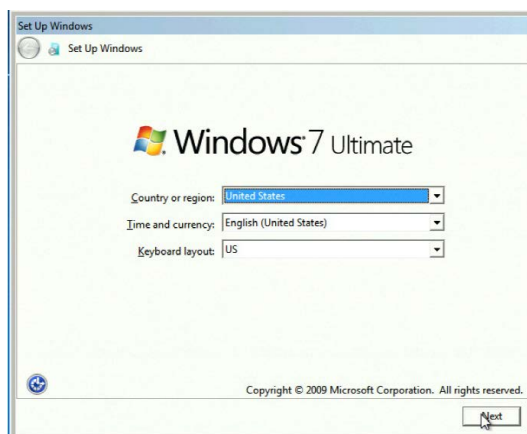 Set Up Windows
Set Up Windows
Windows 7 Ultimate
Country or region: United States
Time and currency: English (United States)
Keyboard layout: US
Copyright © 2009 Microsoft Corporation. All rights reserved.
Next